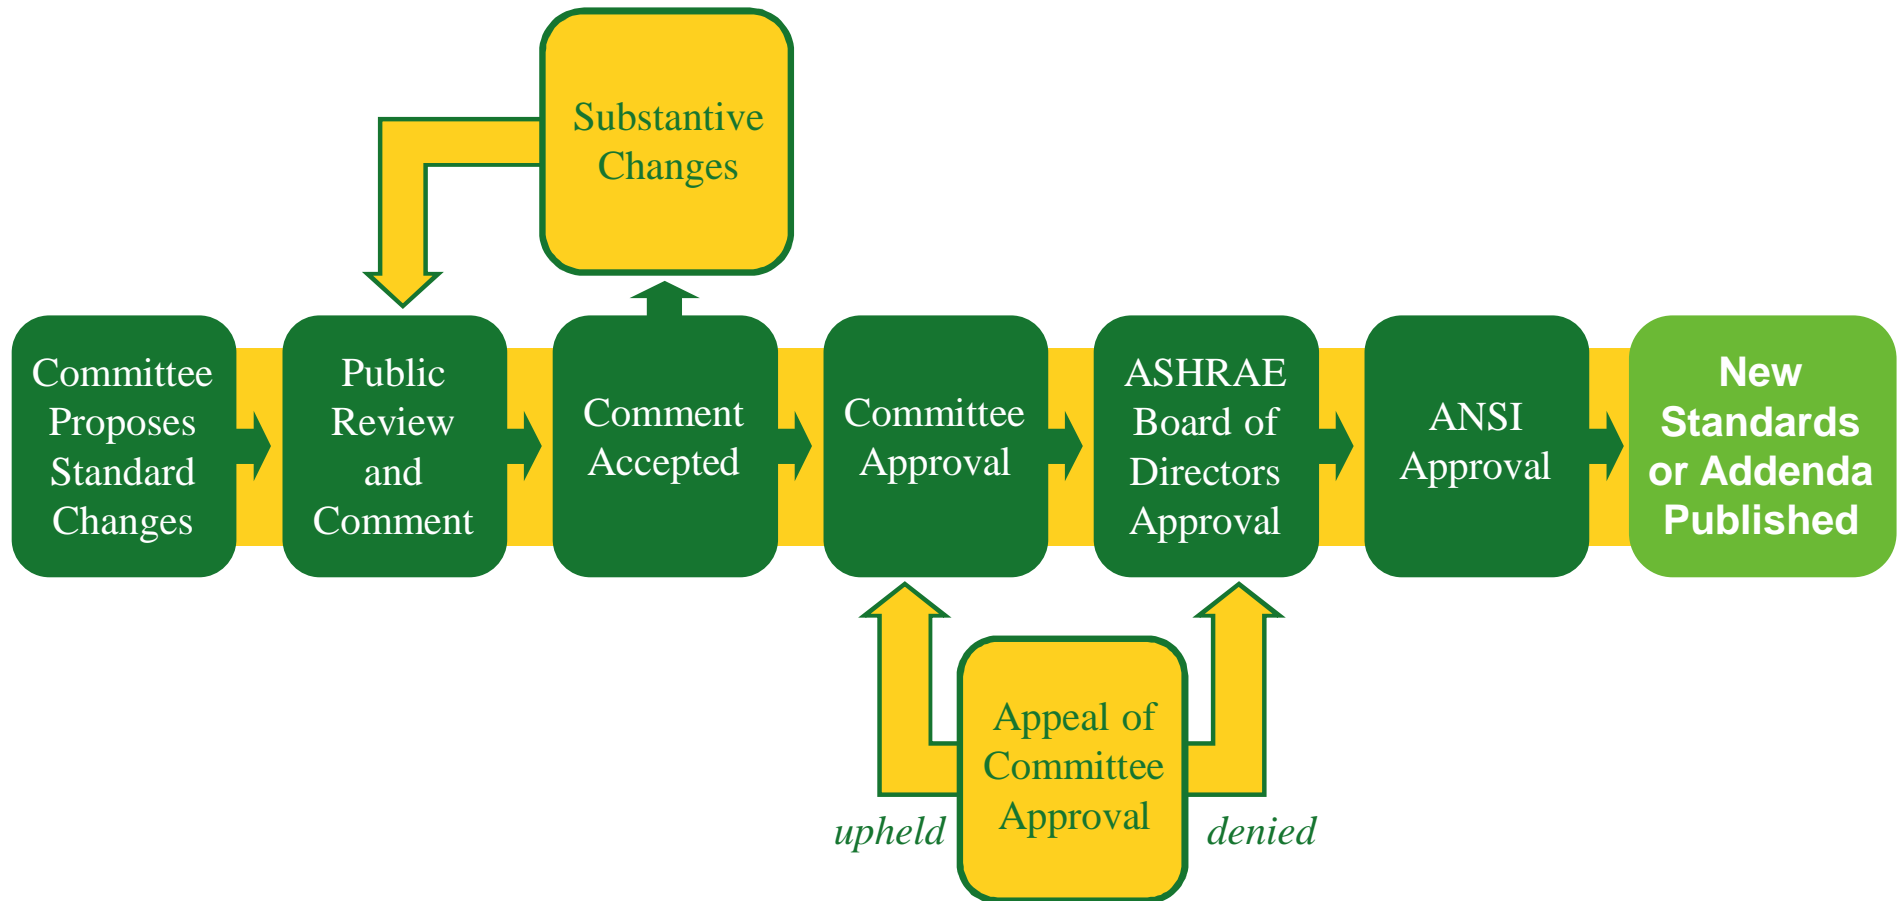 Substantive
Changes
Committee
Proposes
Standard
Changes
Public
Review
and
Comment
Comment
Accepted
Committee
Approval
ASHRAE
Board of
Directors
Approval
ANSI
Approval
New
Standards
or Addenda
Published
Appeal of
Committee
Approval
upheld
denied